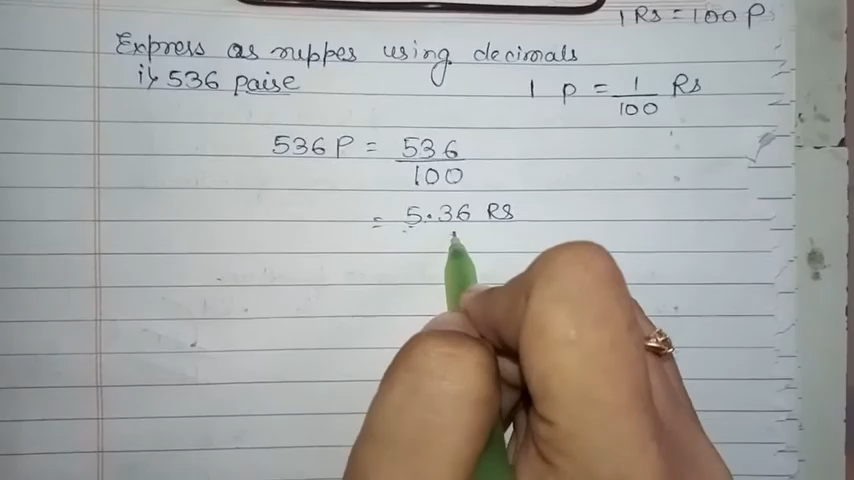 1 Rs = 100 P
Express as ruppes using decimals
i> 536 paise
1 p = 1/100 Rs
536 P = 536/100
= 5.36 RS